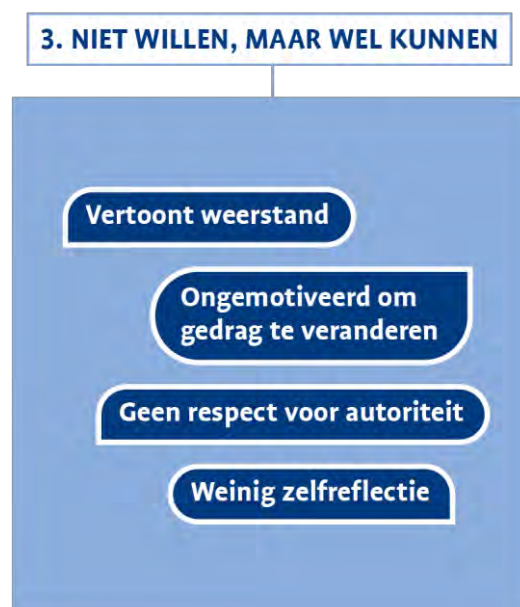 3. NIET WILLEN, MAAR WEL KUNNEN
Vertoont weerstand
Ongemotiveerd om
gedrag te veranderen
Geen respect voor autoriteit
Weinig zelfreflectie